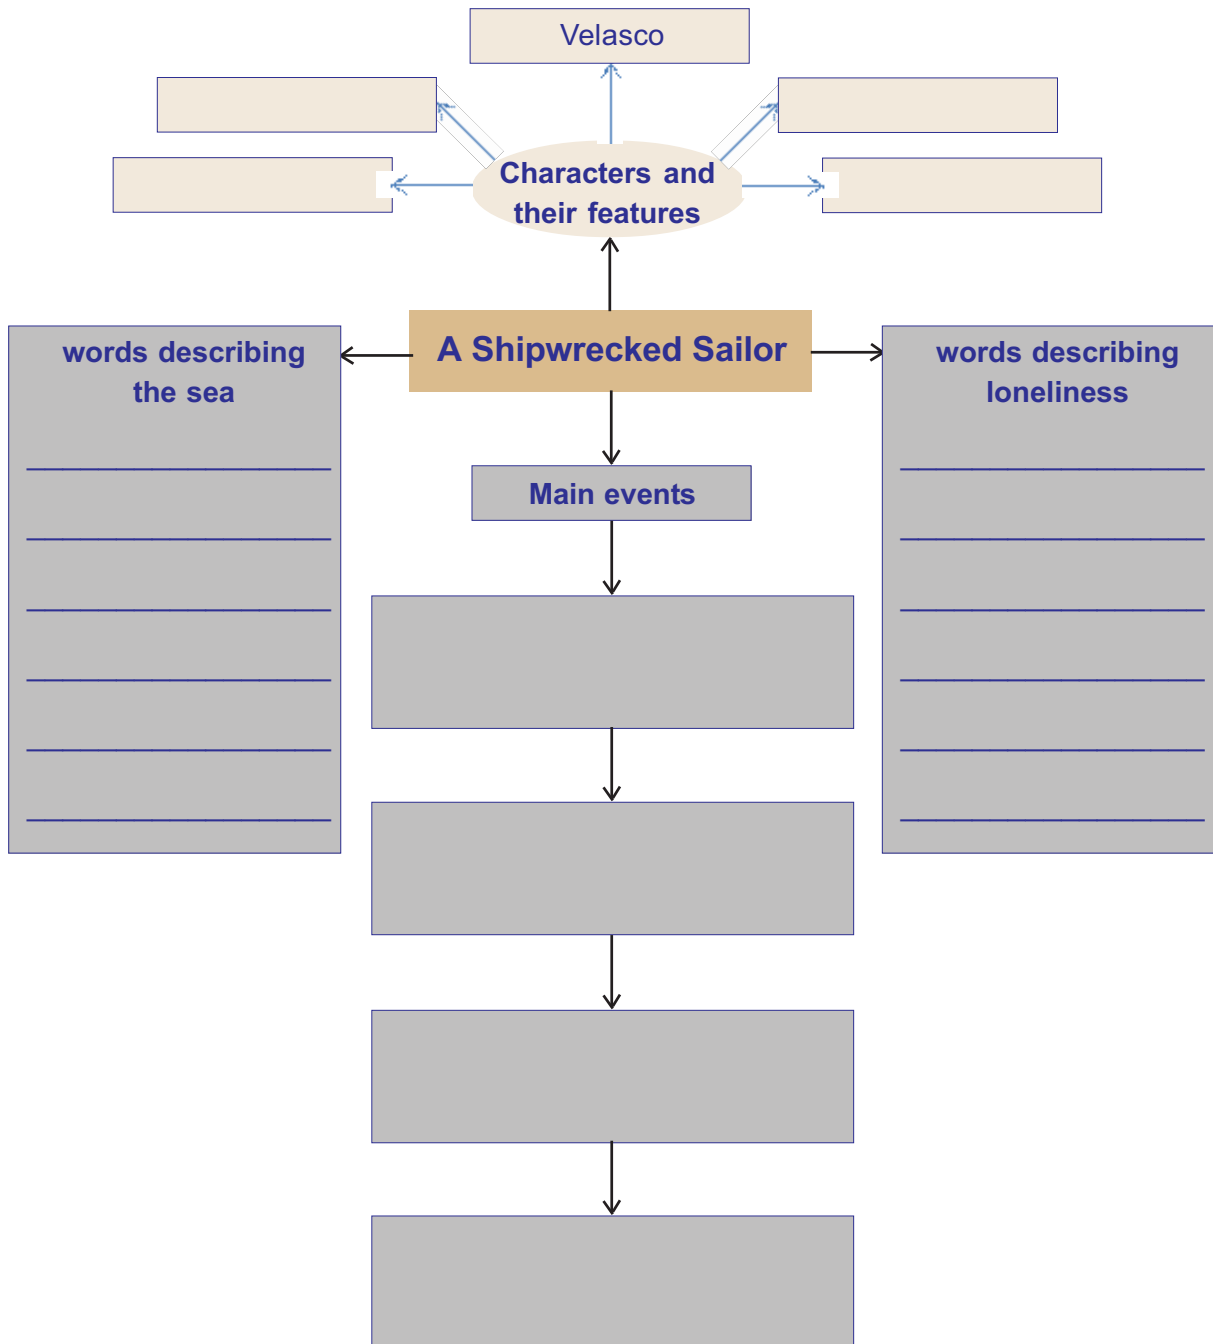 Velasco
Characters and
their features
A Shipwrecked Sailor
words describing
the sea
words describing
loneliness
Main events